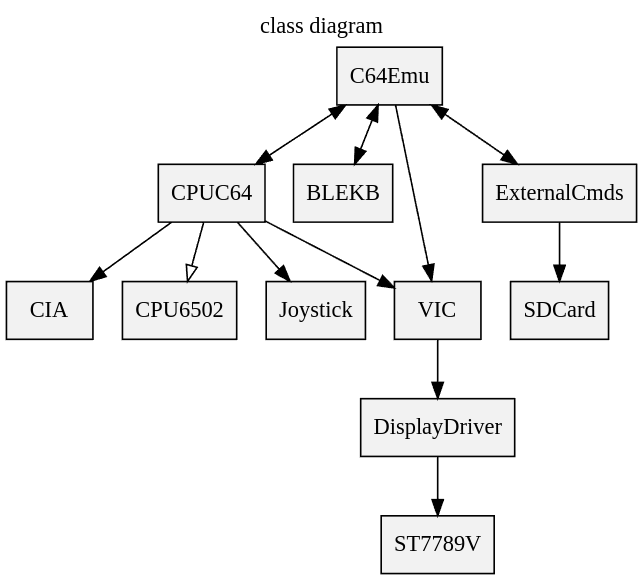 class diagram
C64Emu
CPUC64
BLEKB
ExternalCmds
CIA
CPU6502
Joystick
VIC
SDCard
DisplayDriver
ST7789V